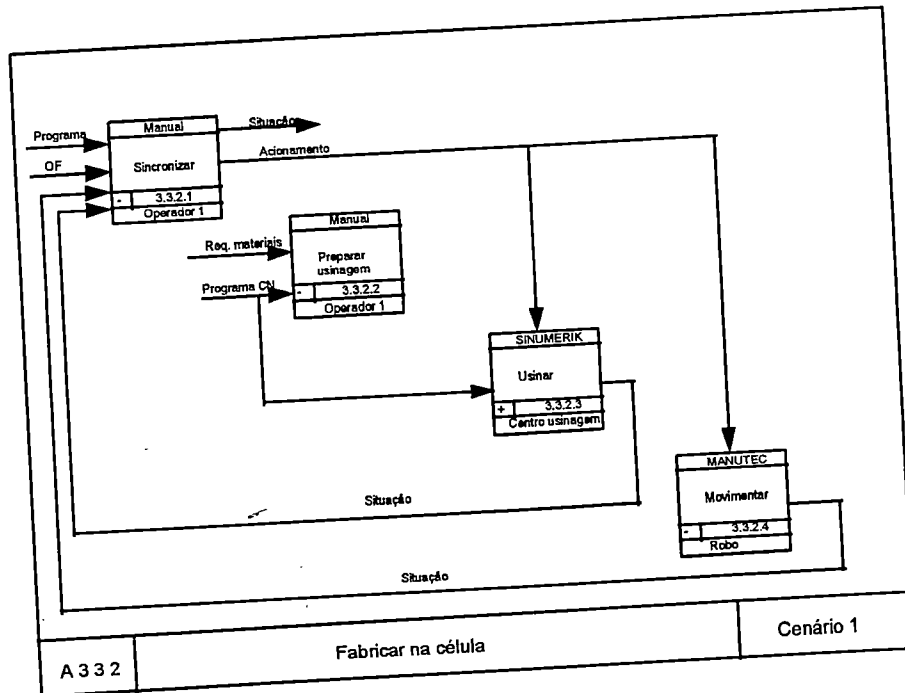 Programa
OF
Manual
Sincronizar
- 3.3.2.1
Operador 1
Situação
Acionamento
Req. materiais
Programa CN
Manual
Preparar
usinagem
- 3.3.2.2
Operador 1
SINUMERIK
Usinar
+ 3.3.2.3
Centro usinagem
MANUTEC
Movimentar
- 3.3.2.4
Robo
Situação
Situação
A 3 3 2
Fabricar na célula
Cenário 1